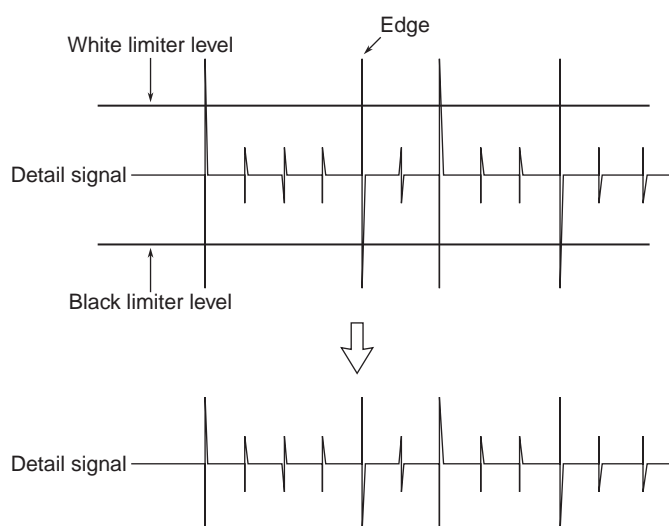 Edge
White limiter level
Detail signal
Black limiter level
Detail signal